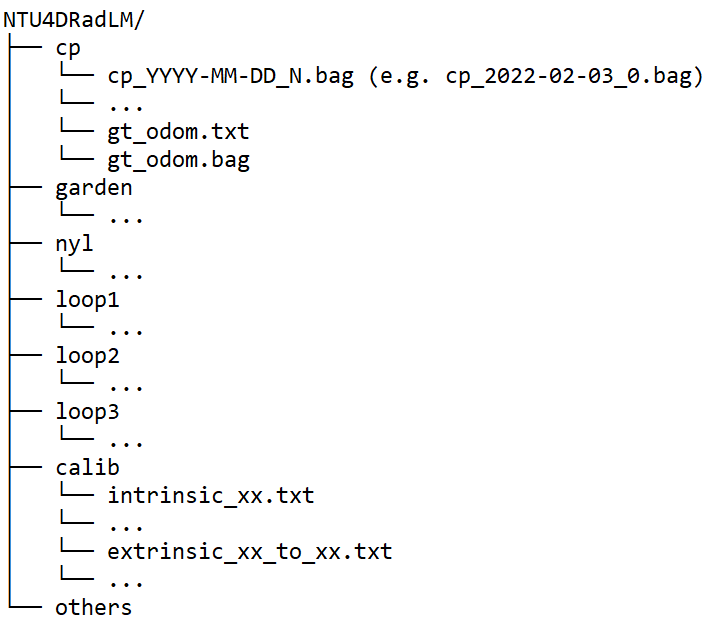 NTU4DRadLM/
├── cp
│   └── cp_YYYY-MM-DD_N.bag (e.g. cp_2022-02-03_0.bag)
│   └── ...
│   └── gt_odom.txt
│   └── gt_odom.bag
├── garden
│   └── ...
├── nyl
│   └── ...
├── loop1
│   └── ...
├── loop2
│   └── ...
├── loop3
│   └── ...
├── calib
│   └── intrinsic_xx.txt
│   └── ...
│   └── extrinsic_xx_to_xx.txt
│   └── ...
└── others